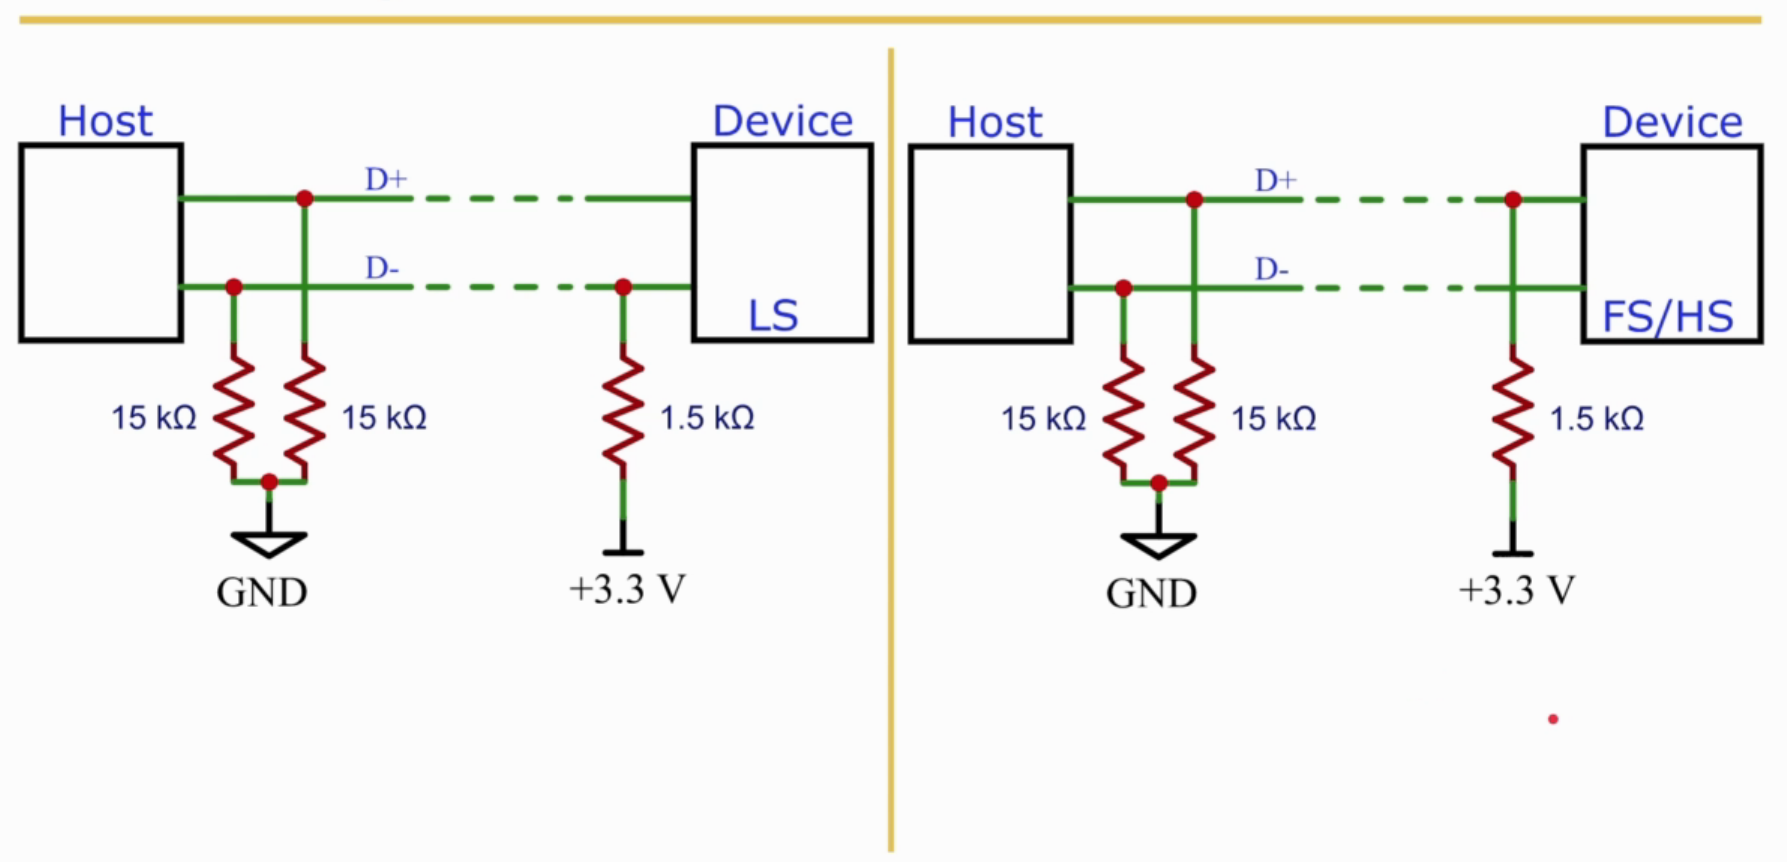 Host
Device
D+
D-
LS
15 kΩ
15 kΩ
1.5 kΩ
GND
+3.3 V
Host
Device
D+
D-
FS/HS
15 kΩ
15 kΩ
1.5 kΩ
GND
+3.3 V